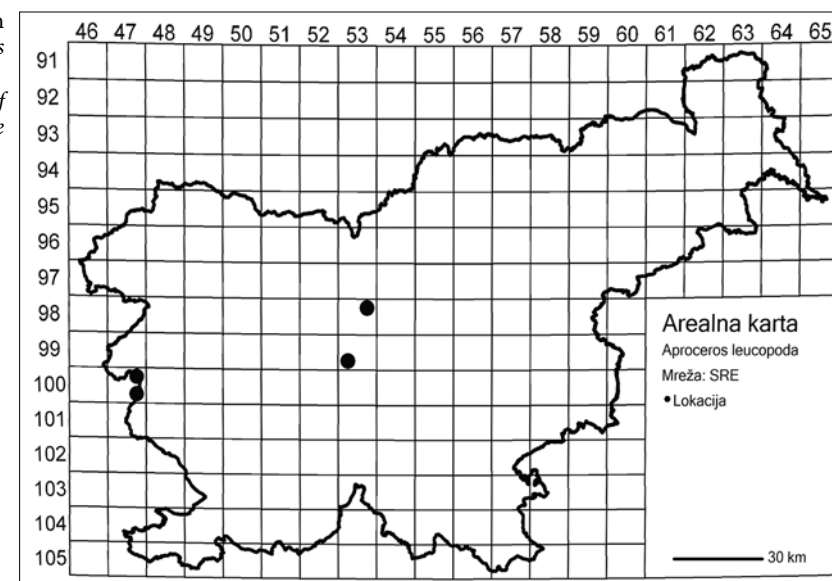 n
s
f
e
46 47 48 49 50 51 52 53 54 55 56 57 58 59 60 61 62 63 64 65
91
92
93
94
95
96
97
98
99
100
101
102
103
104
105
Arealna karta
Aproceros leucopoda
Mreža: SRE
Lokacija
30 km